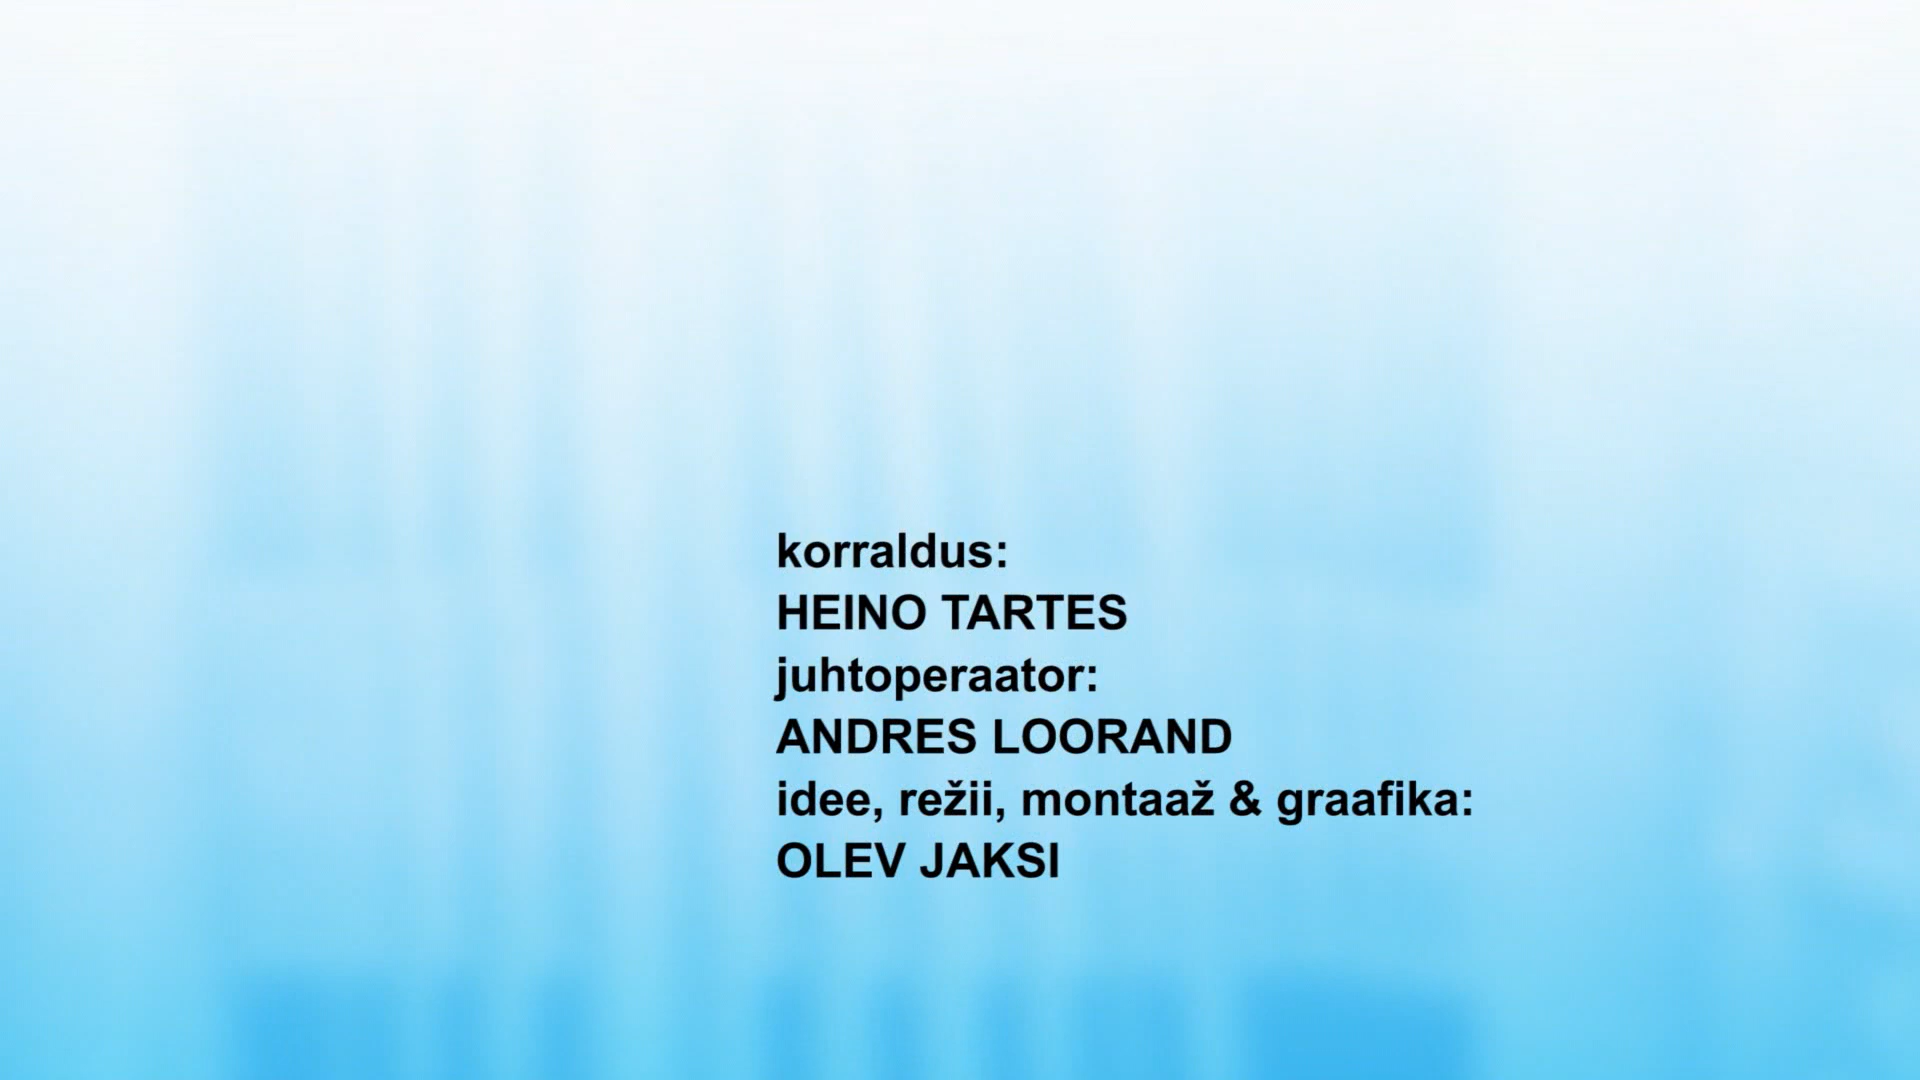 korraldus:
HEINO TARTES
juhtoperaator:
ANDRES LOORAND
idee, režii, montaaž & graafika:
OLEV JAKSI